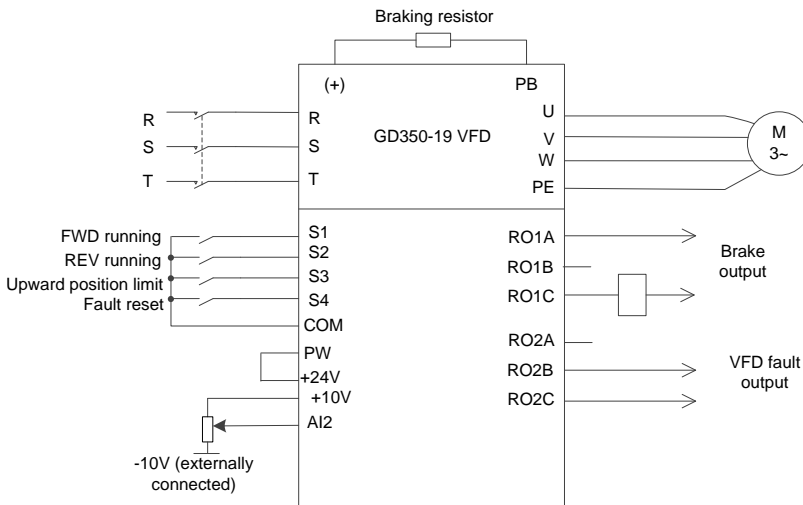 Braking resistor
(+)
PB
R
S
T
R
S
T
GD350-19 VFD
U
V
W
PE
M
3~
FWD running
REV running
Upward position limit
Fault reset
S1
S2
S3
S4
COM
PW
+24V
+10V
AI2
-10V (externally
connected)
RO1A
RO1B
RO1C
RO2A
RO2B
RO2C
Brake
output
VFD fault
output